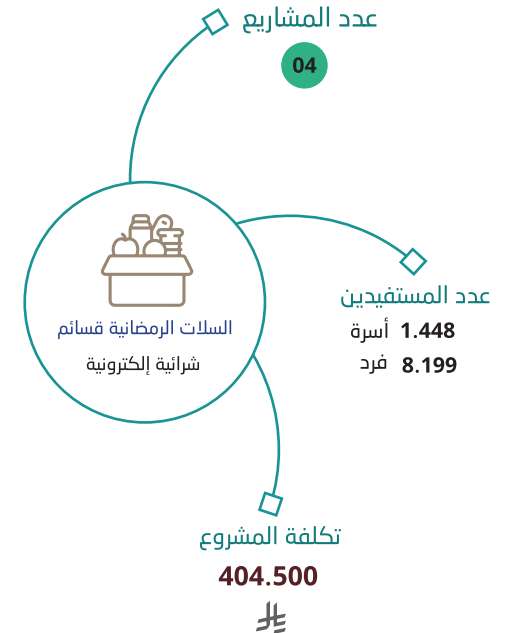 عدد المشاريع
04
السلات الرمضانية قسائم
شرائية إلكترونية
عدد المستفيدين
1.448 أسرة
8.199 فرد
تكلفة المشروع
404.500